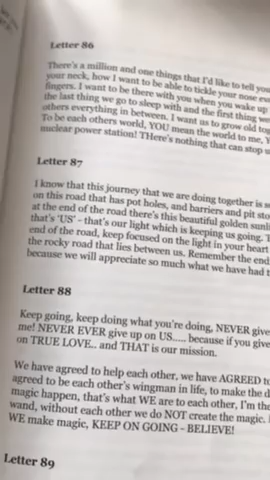 Letter 86
There's a million and one things that I'd like to tell you
your neck, how I want to be able to tickle your nose
fingers. I want to be there with you when you wake up
the last thing we go to sleep with and the first thing we
others everything in between. I want us to grow old
To be each others world, YOU mean the world to me,
nuclear power station! THere's nothing that can stop
Letter 87
I know that this journey that we are doing together is
on this road that has pot holes, and barriers and pit
at the end of the road there's this beautiful golden
that's 'US' - that's our light which is keeping us going.
end of the road, keep focused on the light in your heart
the rocky road that lies between us. Remember the
because we will appreciate so much what we have had
Letter 88
Keep going, keep doing what you're doing, NEVER give
me! NEVER EVER give up on US..... because if you give
on TRUE LOVE.. and THAT is our mission.
We have agreed to help each other, we have AGREED
agreed to be each other's wingman in life, to make the
magic happen, that's what WE are to each other, I'm the
wand, without each other we do NOT create the magic.
WE make magic, KEEP ON GOING - BELIEVE!
Letter 89